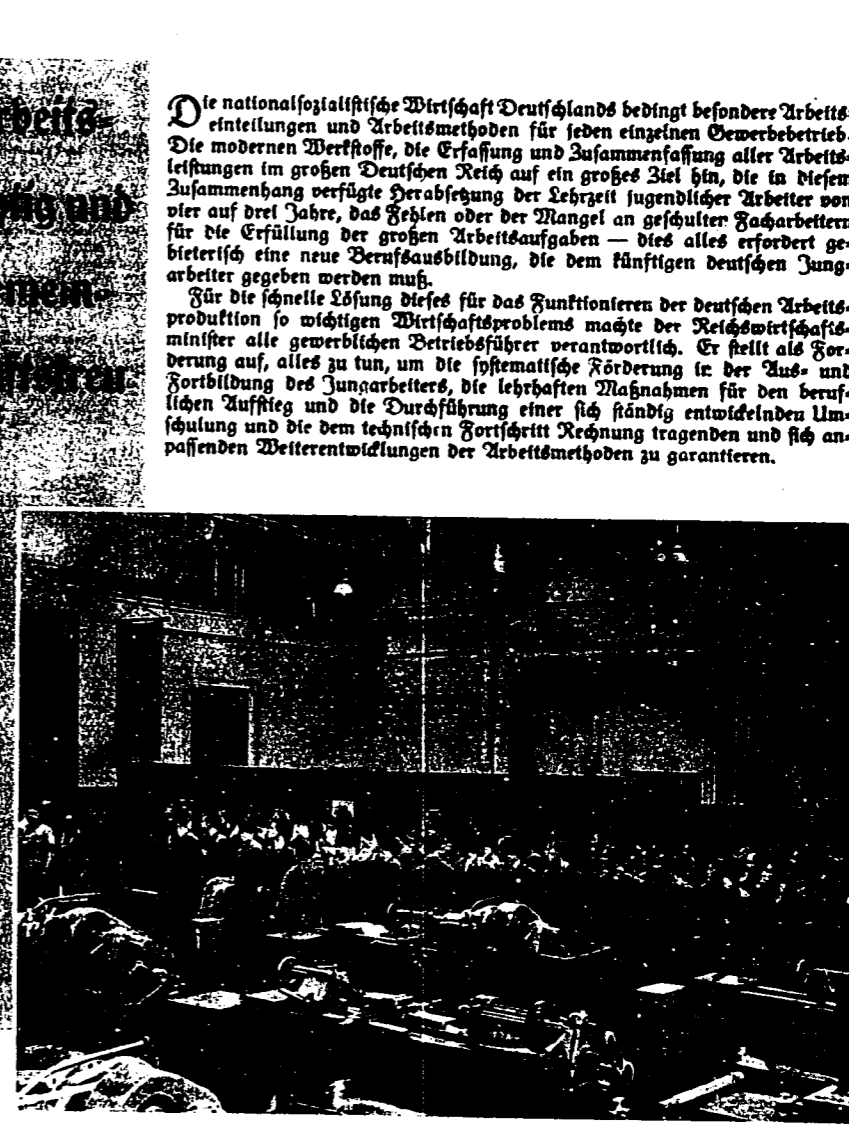 rbeits-
tig und
emein-
ftstreu
Die nationalsozialistische Wirtschaft Deutschlands bedingt besondere Arbeits-
einteilungen und Arbeitsmethoden für jeden einzelnen Gewerbebetrieb.
Die modernen Werkstoffe, die Erfassung und Zusammenfassung aller Arbeits-
leistungen im großen Deutschen Reich auf ein großes Ziel hin, die in diesem
Zusammenhang verfügte Herabsetzung der Lehrzeit jugendlicher Arbeiter von
vier auf drei Jahre, das Fehlen oder der Mangel an geschulter Facharbeitern
für die Erfüllung der großen Arbeitsaufgaben — dies alles erfordert ge-
bieterisch eine neue Berufsausbildung, die dem künftigen deutschen Jung-
arbeiter gegeben werden muß.
Für die schnelle Lösung dieses für das Funktionieren der deutschen Arbeits-
produktion so wichtigen Wirtschaftsproblems machte der Reichswirtschafts-
minister alle gewerblichen Betriebsführer verantwortlich. Er stellt als For-
derung auf, alles zu tun, um die systematische Förderung in der Aus- und
Fortbildung des Jungarbeiters, die lehrhaften Maßnahmen für den beruf-
lichen Aufstieg und die Durchführung einer sich ständig entwickelnden Um-
schulung und die dem technischen Fortschritt Rechnung tragenden und sich an-
passenden Weiterentwicklungen der Arbeitsmethoden zu garantieren.